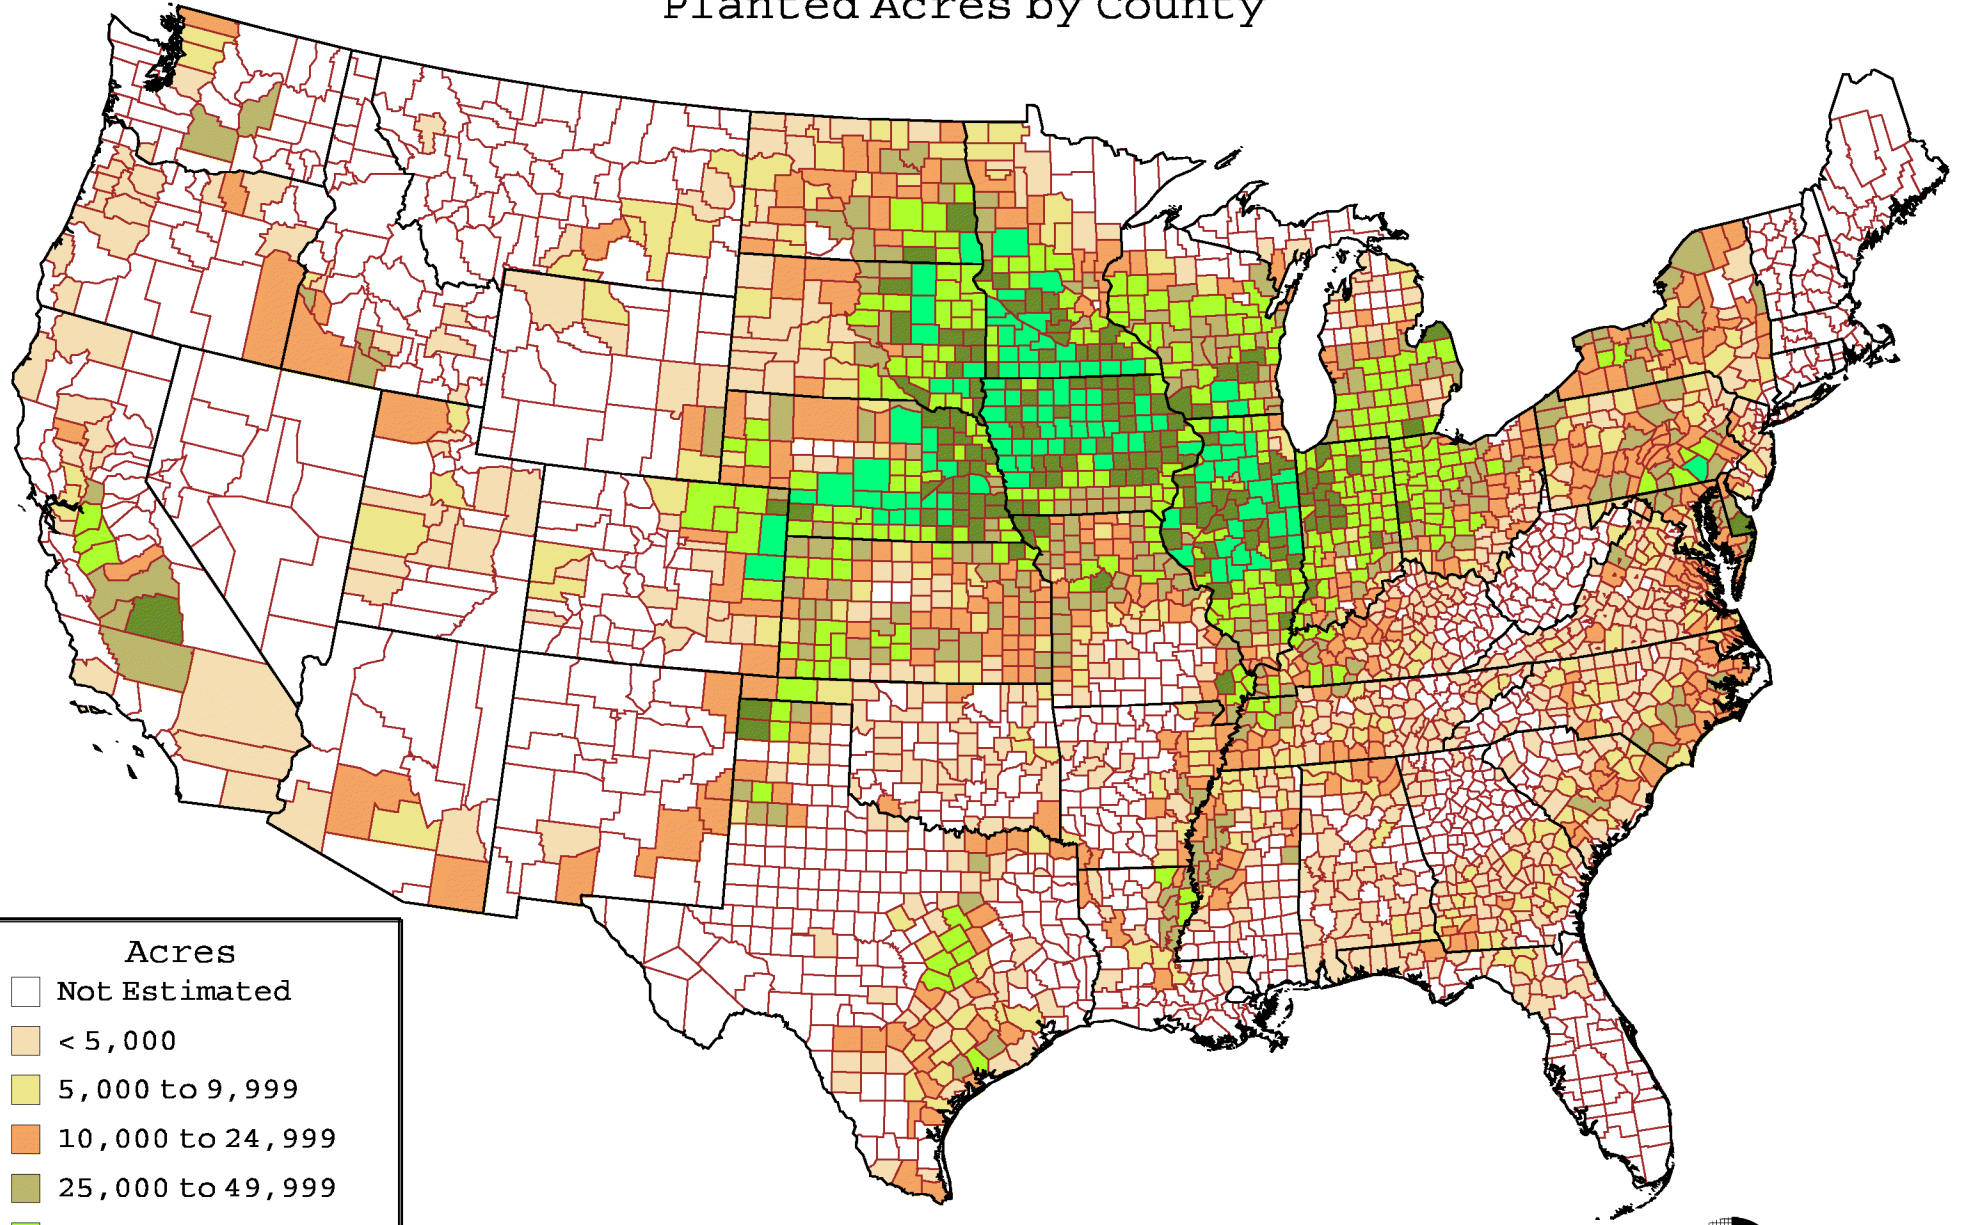 Planted Acres by County
Acres
Not Estimated
< 5,000
5,000 to 9,999
10,000 to 24,999
25,000 to 49,999